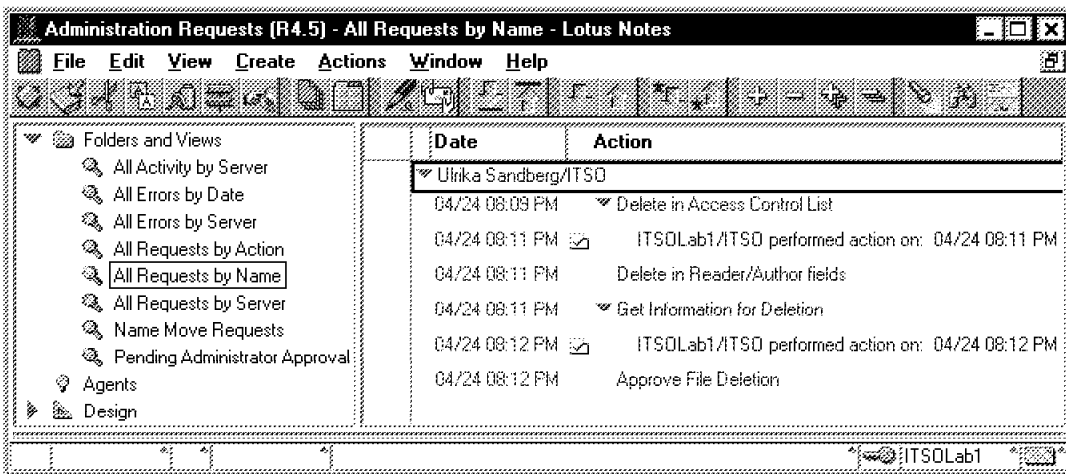 Administration Requests (R4.5) - All Requests by Name - Lotus Notes
File Edit View Create Actions Window Help
Folders and Views
All Activity by Server
All Errors by Date
All Errors by Server
All Requests by Action
All Requests by Name
All Requests by Server
Name Move Requests
Pending Administrator Approval
Agents
Design
Date Action
Ulrika Sandberg/ITSO
04/24 08:09 PM Delete in Access Control List
04/24 08:11 PM ITSOLab1/ITSO performed action on: 04/24 08:11 PM
04/24 08:11 PM Delete in Reader/Author fields
04/24 08:11 PM Get Information for Deletion
04/24 08:12 PM ITSOLab1/ITSO performed action on: 04/24 08:12 PM
04/24 08:12 PM Approve File Deletion
ITSOLab1